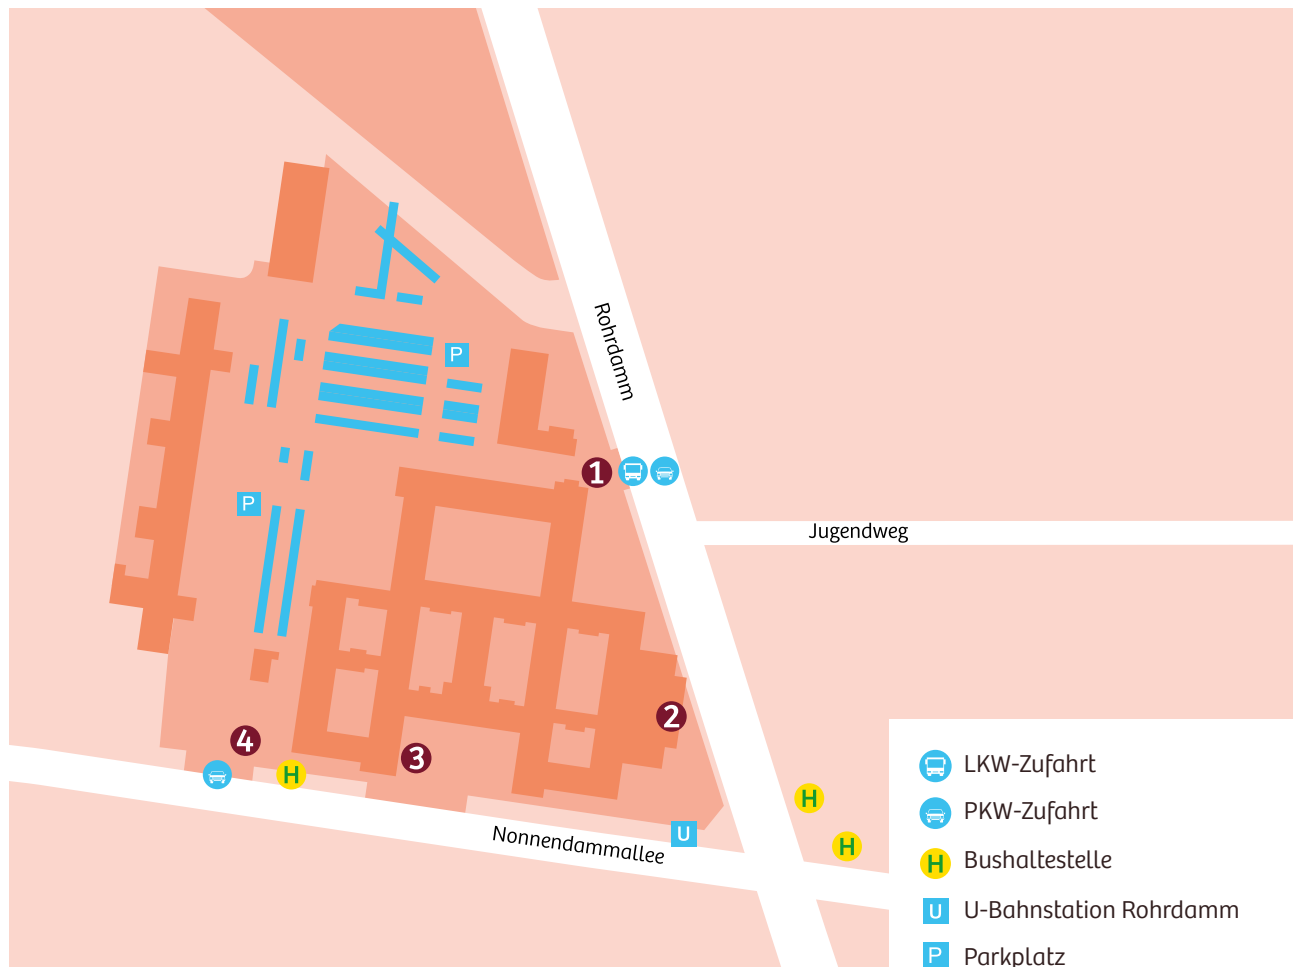 Rohrdamm
P
1
Jugendweg
P
2
4
3
H
H
U
Nonnendammallee
H
LKW-Zufahrt
PKW-Zufahrt
H Bushaltestelle
U U-Bahnstation Rohrdamm
P Parkplatz